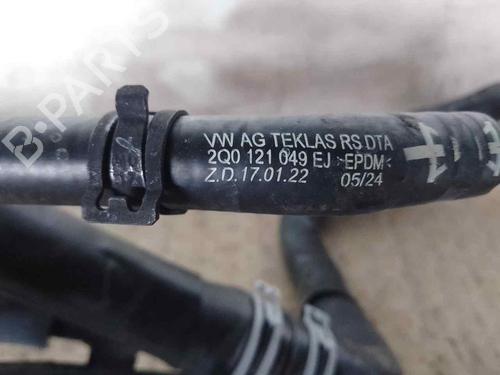 B-PARTS
VW AG TEKLAS RS DTA
2Q0 121 049 EJ >EPDM<
Z.D.17.01.22 05/24